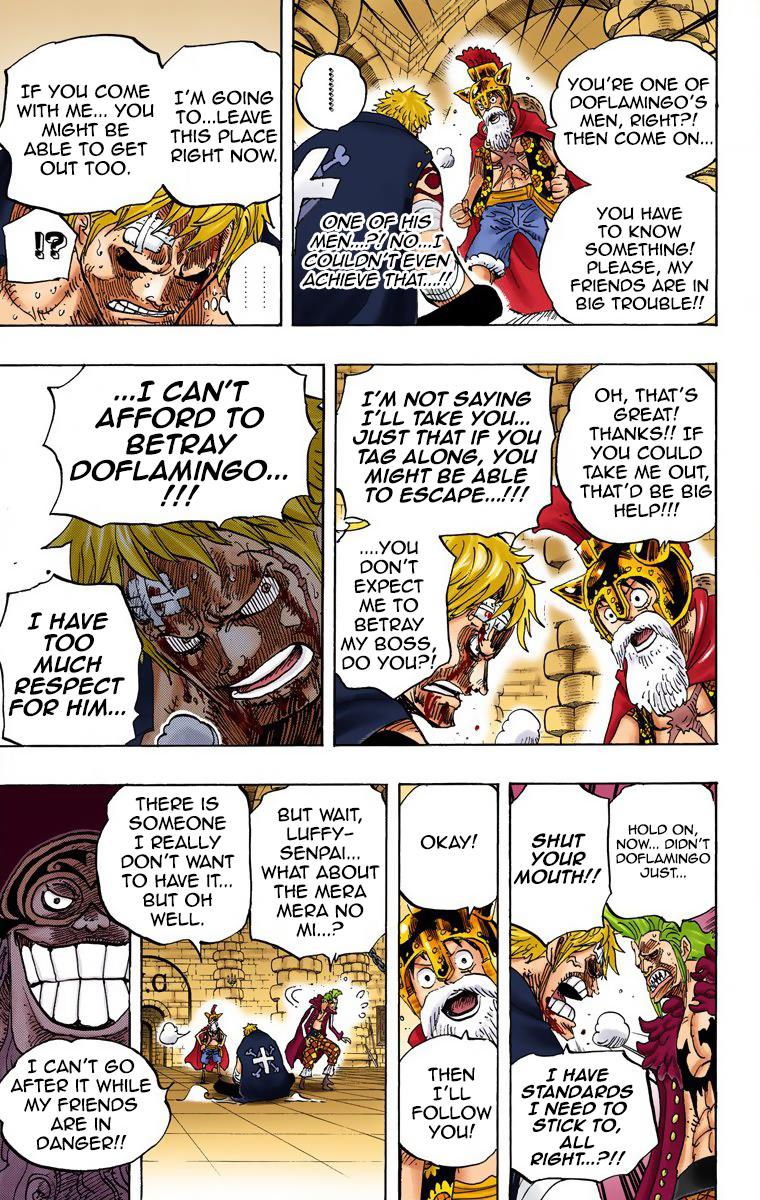 YOU'RE ONE OF
DOFLAMINGO'S
MEN, RIGHT?!
THEN COME ON...
YOU HAVE
TO KNOW
SOMETHING!
PLEASE, MY
FRIENDS ARE IN
BIG TROUBLE!!
..........
ONE OF HIS
MEN...?! NO...I
COULDN'T EVEN
ACHIEVE THAT...!!
I'M GOING
TO...LEAVE
THIS PLACE
RIGHT NOW.
IF YOU COME
WITH ME... YOU
MIGHT BE
ABLE TO GET
OUT TOO.
..........
!?
OH, THAT'S
GREAT!
THANKS!! IF
YOU COULD
TAKE ME OUT,
THAT'D BE BIG
HELP!!!
I'M NOT SAYING
I'LL TAKE YOU...
JUST THAT IF YOU
TAG ALONG, YOU
MIGHT BE ABLE
TO ESCAPE...!!!
....YOU
DON'T
EXPECT
ME TO
BETRAY
MY BOSS,
DO YOU?!
...I CAN'T
AFFORD TO
BETRAY
DOFLAMINGO...
!!!
I HAVE
TOO
MUCH
RESPECT
FOR HIM...
HOLD ON,
NOW... DIDN'T
DOFLAMINGO
JUST...
SHUT
YOUR
MOUTH!!
I HAVE
STANDARDS
I NEED TO
STICK TO,
ALL
RIGHT...?!!
OKAY!
THEN
I'LL
FOLLOW
YOU!
BUT WAIT,
LUFFY-
SENPAI...
WHAT ABOUT
THE MERA
MERA NO
MI...?
THERE IS
SOMEONE
I REALLY
DON'T WANT
TO HAVE IT...
BUT OH
WELL.
I CAN'T GO
AFTER IT WHILE
MY FRIENDS
ARE IN
DANGER!!